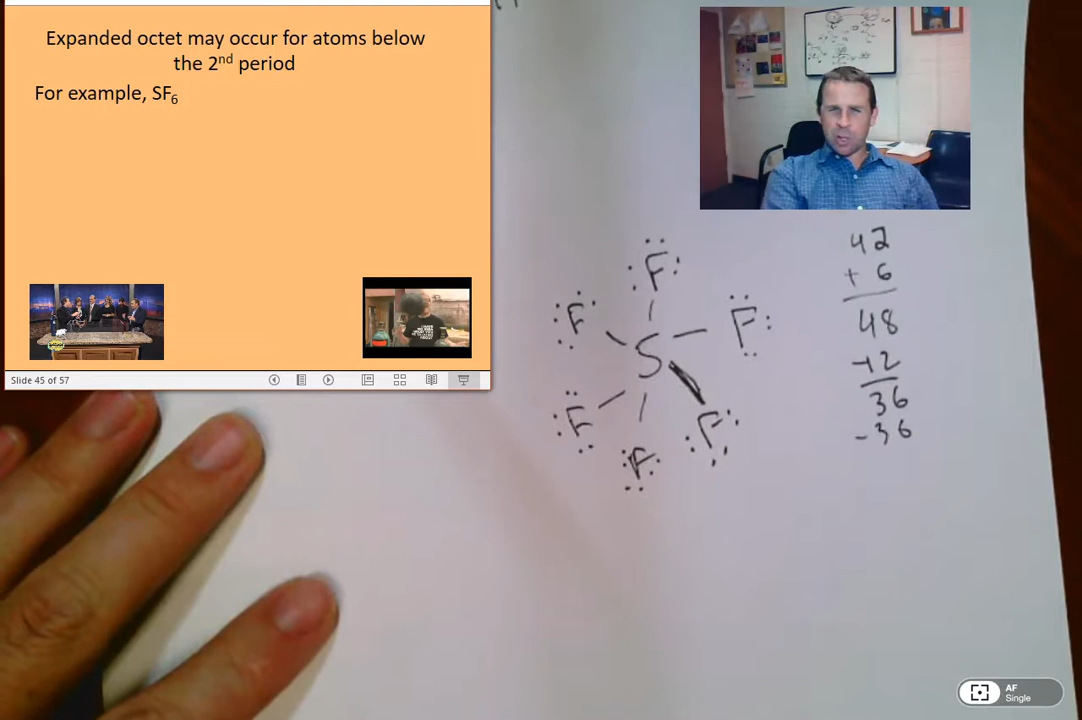 Expanded octet may occur for atoms below
the 2nd period
For example, SF6
Slide 45 of 57
F
F
F
S
F
F
F
42
+ 6
48
-12
36
- 36
AF
Single